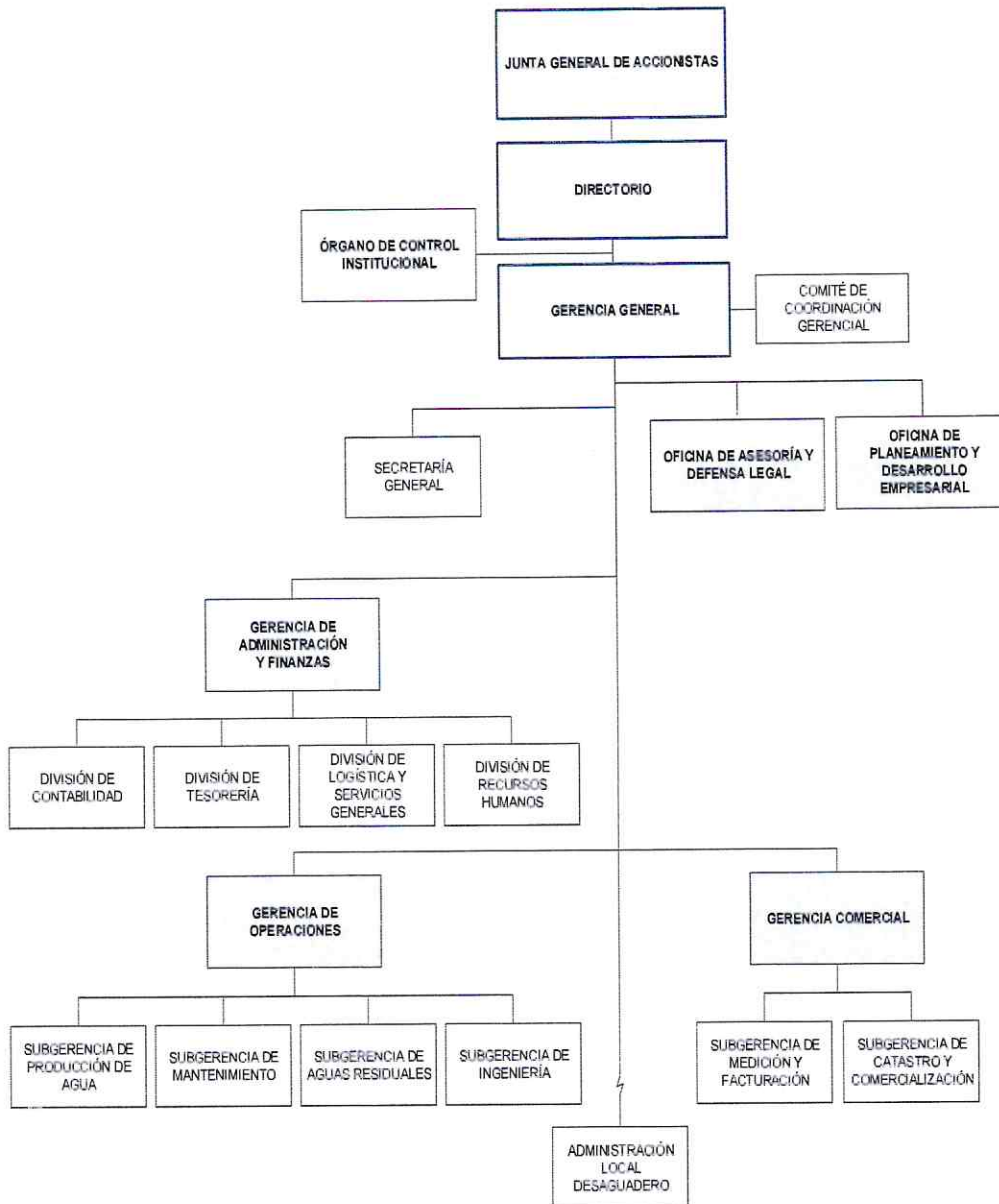 JUNTA GENERAL DE ACCIONISTAS
DIRECTORIO
ÓRGANO DE CONTROL
INSTITUCIONAL
GERENCIA GENERAL
COMITÉ DE
COORDINACIÓN
GERENCIAL
SECRETARÍA
GENERAL
OFICINA DE ASESORÍA Y
DEFENSA LEGAL
OFICINA DE
PLANEAMIENTO Y
DESARROLLO
EMPRESARIAL
GERENCIA DE
ADMINISTRACIÓN
Y FINANZAS
DIVISIÓN DE
CONTABILIDAD
DIVISIÓN DE
TESORERÍA
DIVISIÓN DE
LOGÍSTICA Y
SERVICIOS
GENERALES
DIVISIÓN DE
RECURSOS
HUMANOS
GERENCIA DE
OPERACIONES
GERENCIA COMERCIAL
SUBGERENCIA DE
PRODUCCIÓN DE
AGUA
SUBGERENCIA DE
MANTENIMIENTO
SUBGERENCIA DE
AGUAS RESIDUALES
SUBGERENCIA DE
INGENIERÍA
SUBGERENCIA DE
MEDICIÓN Y
FACTURACIÓN
SUBGERENCIA DE
CATASTRO Y
COMERCIALIZACIÓN
ADMINISTRACIÓN
LOCAL
DESAGUADERO